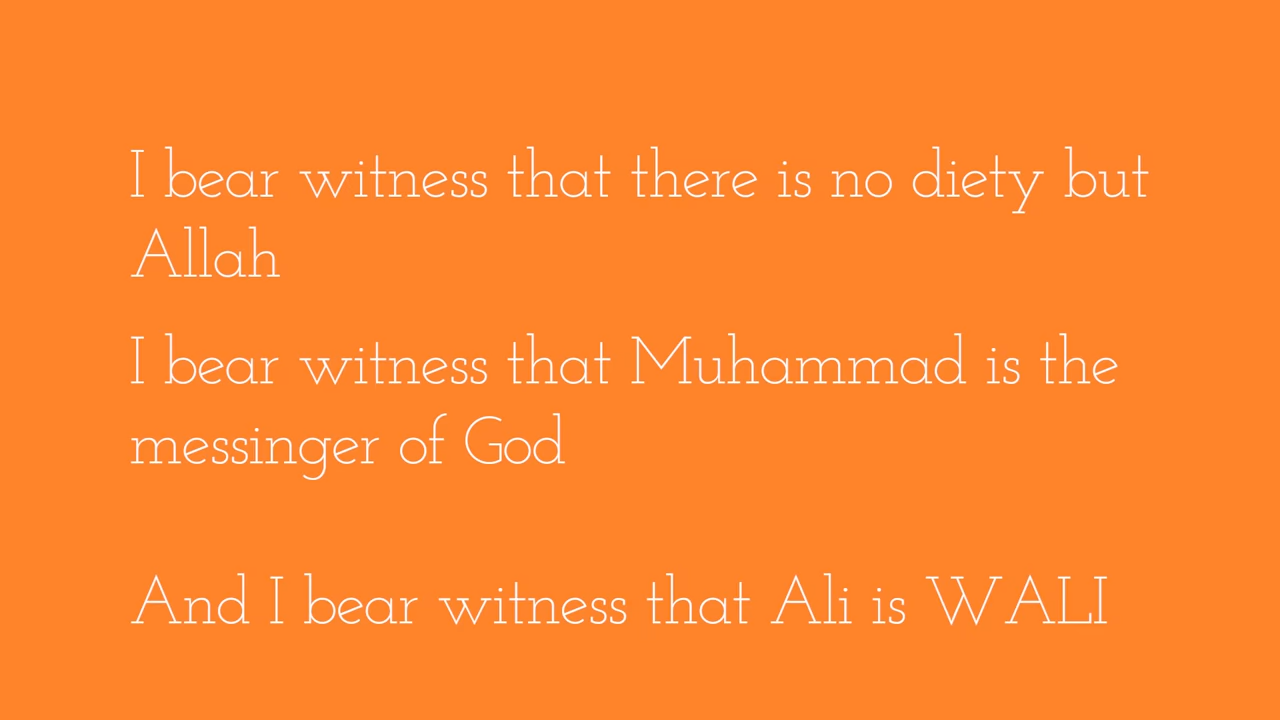 I bear witness that there is no diety but
Allah
I bear witness that Muhammad is the
messinger of God
And I bear witness that Ali is WALI